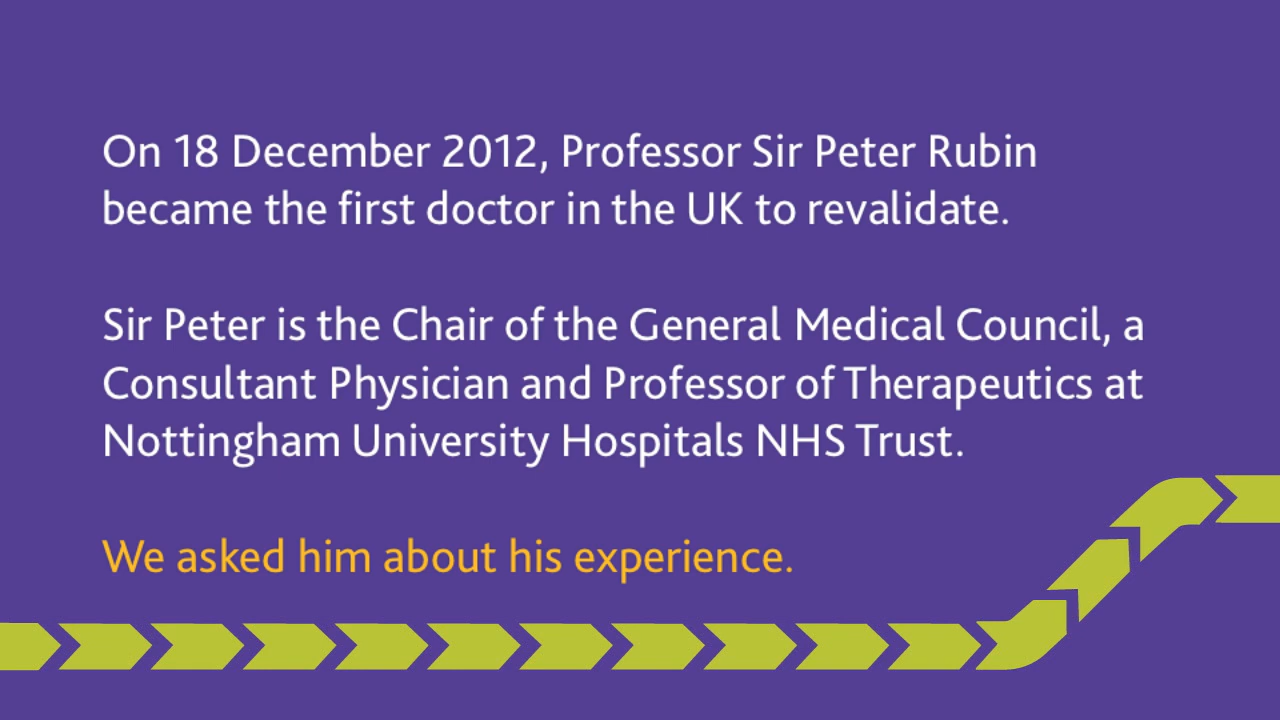 On 18 December 2012, Professor Sir Peter Rubin
became the first doctor in the UK to revalidate.
Sir Peter is the Chair of the General Medical Council, a
Consultant Physician and Professor of Therapeutics at
Nottingham University Hospitals NHS Trust.
We asked him about his experience.